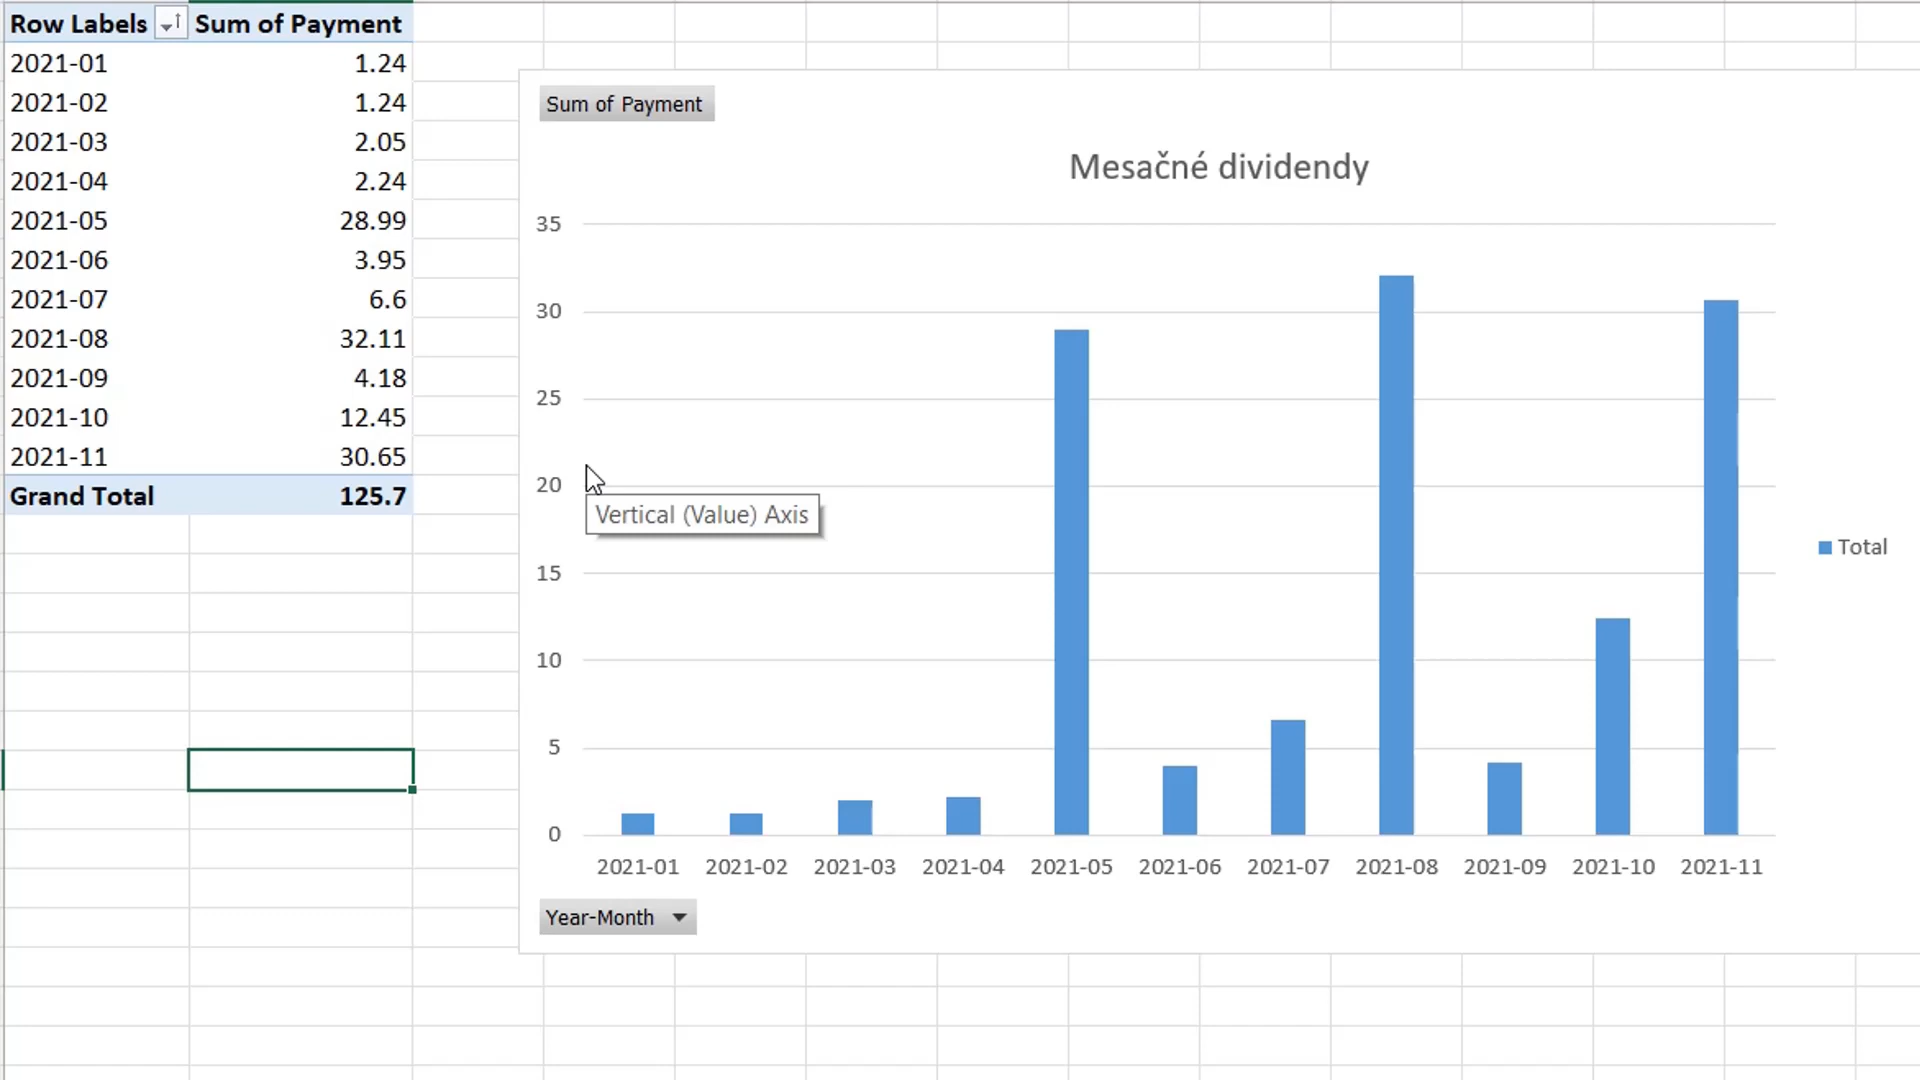 Row Labels Sum of Payment
2021-01 1.24
2021-02 1.24
2021-03 2.05
2021-04 2.24
2021-05 28.99
2021-06 3.95
2021-07 6.6
2021-08 32.11
2021-09 4.18
2021-10 12.45
2021-11 30.65
Grand Total 125.7
Sum of Payment
Mesačné dividendy
35
30
25
20
Vertical (Value) Axis
15
10
5
0
2021-01 2021-02 2021-03 2021-04 2021-05 2021-06 2021-07 2021-08 2021-09 2021-10 2021-11
Total
Year-Month